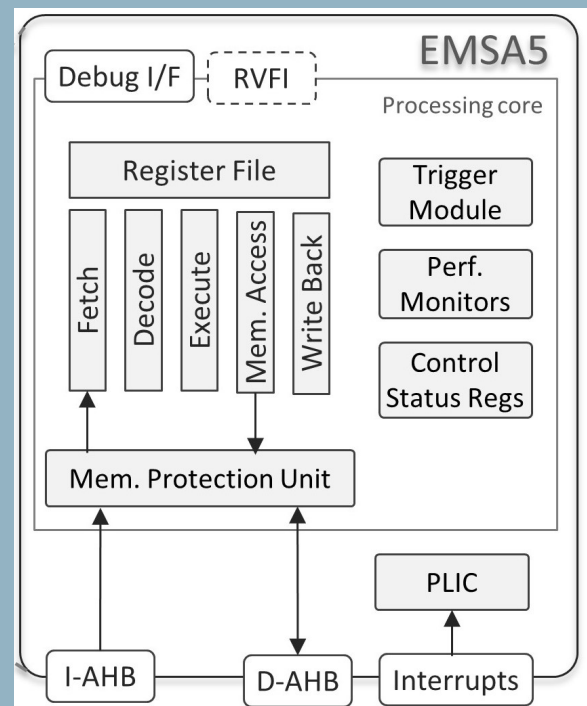 EMSA5
Debug I/F
RVFI
Processing core
Register File
Fetch
Decode
Execute
Mem. Access
Write Back
Trigger
Module
Perf.
Monitors
Control
Status Regs
Mem. Protection Unit
PLIC
I-AHB
D-AHB
Interrupts